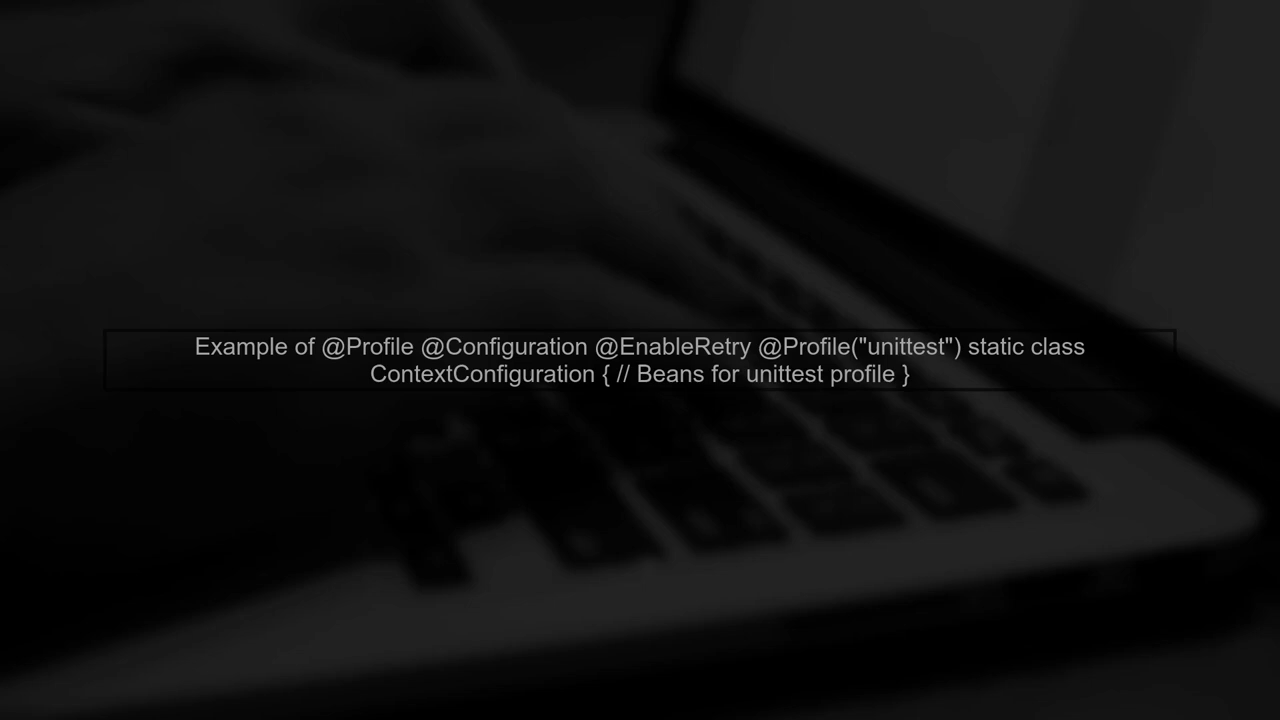 Example of @Profile @Configuration @EnableRetry @Profile("unittest") static class
ContextConfiguration { // Beans for unittest profile }